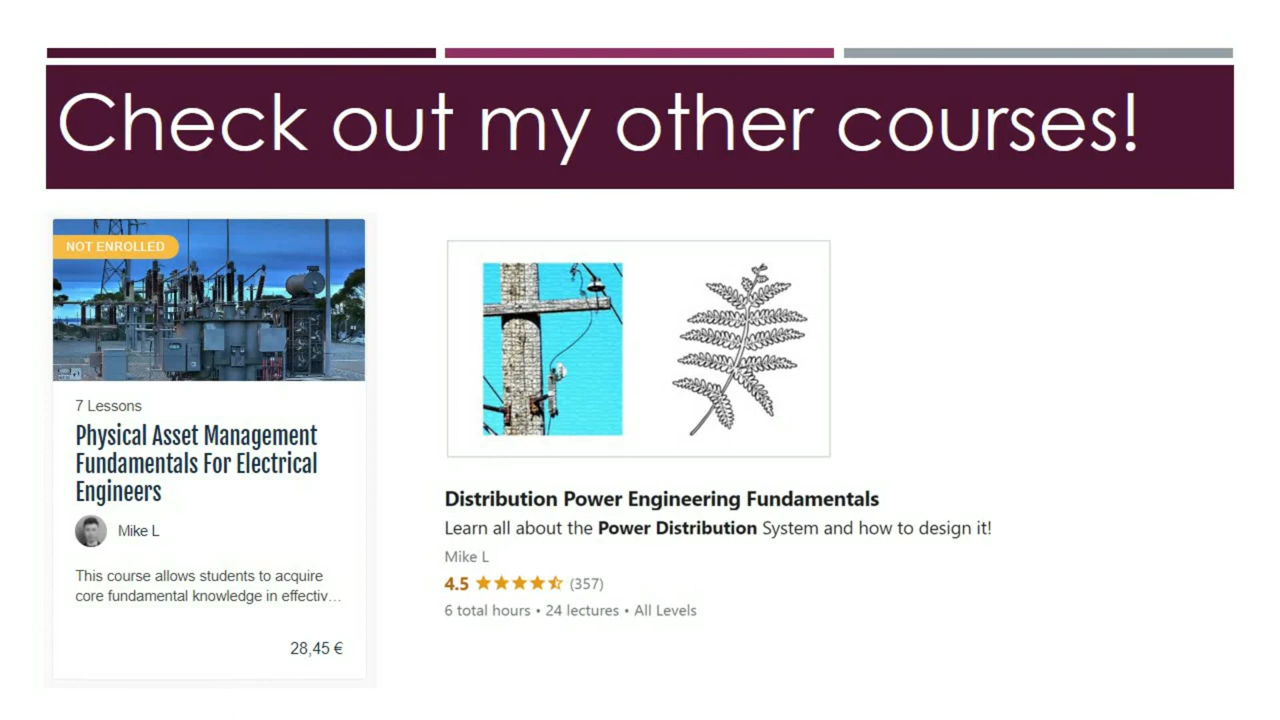 Check out my other courses!
NOT ENROLLED
7 Lessons
Physical Asset Management
Fundamentals For Electrical
Engineers
Mike L
This course allows students to acquire
core fundamental knowledge in effectiv...
28,45 €
Distribution Power Engineering Fundamentals
Learn all about the Power Distribution System and how to design it!
Mike L
4.5 (357)
6 total hours • 24 lectures • All Levels